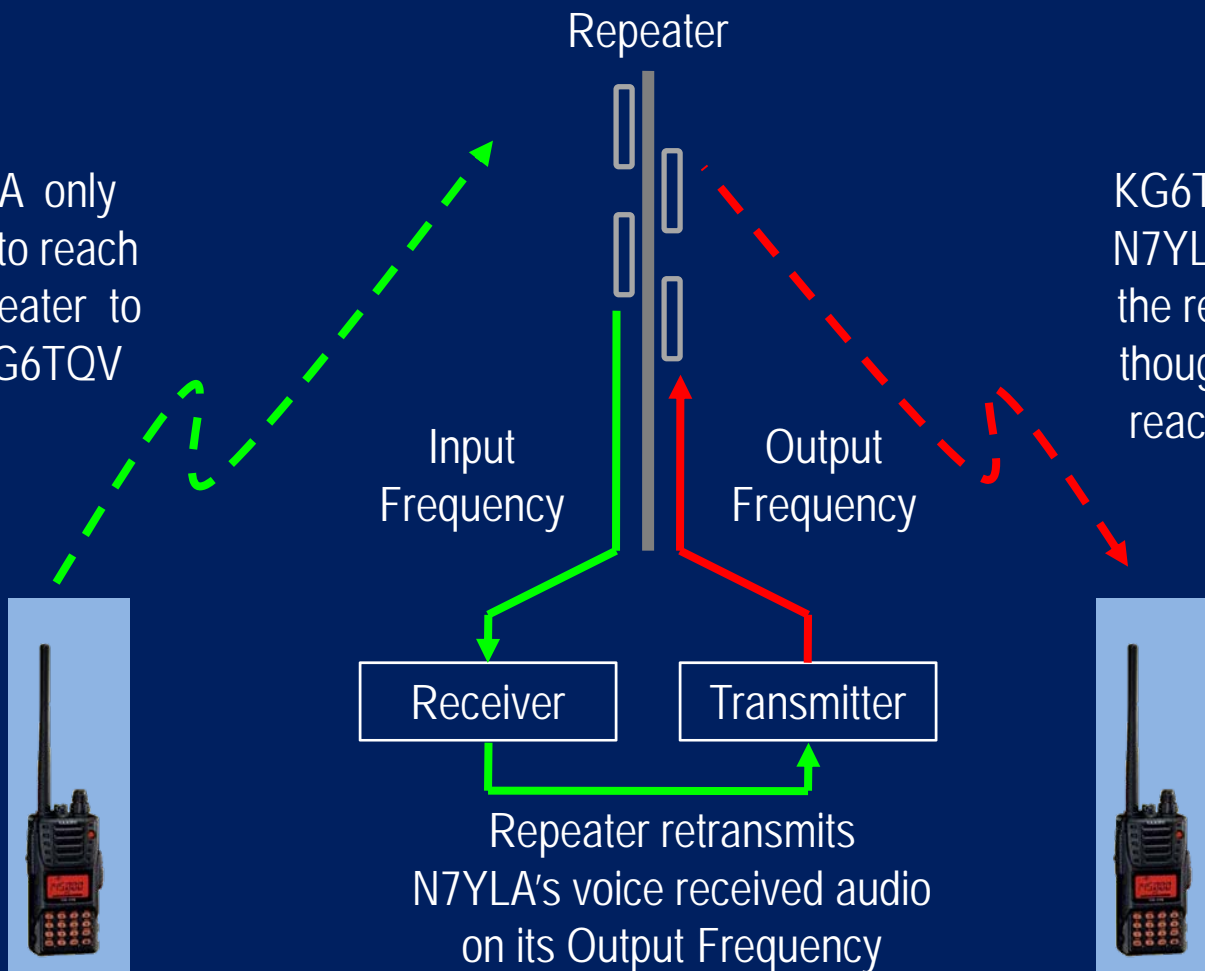 Repeater
A only
to reach
eater to
G6TQV
KG6T
N7YL
the re
thoug
reac
Input
Frequency
Output
Frequency
Receiver
Transmitter
Repeater retransmits
N7YLA's voice received audio
on its Output Frequency